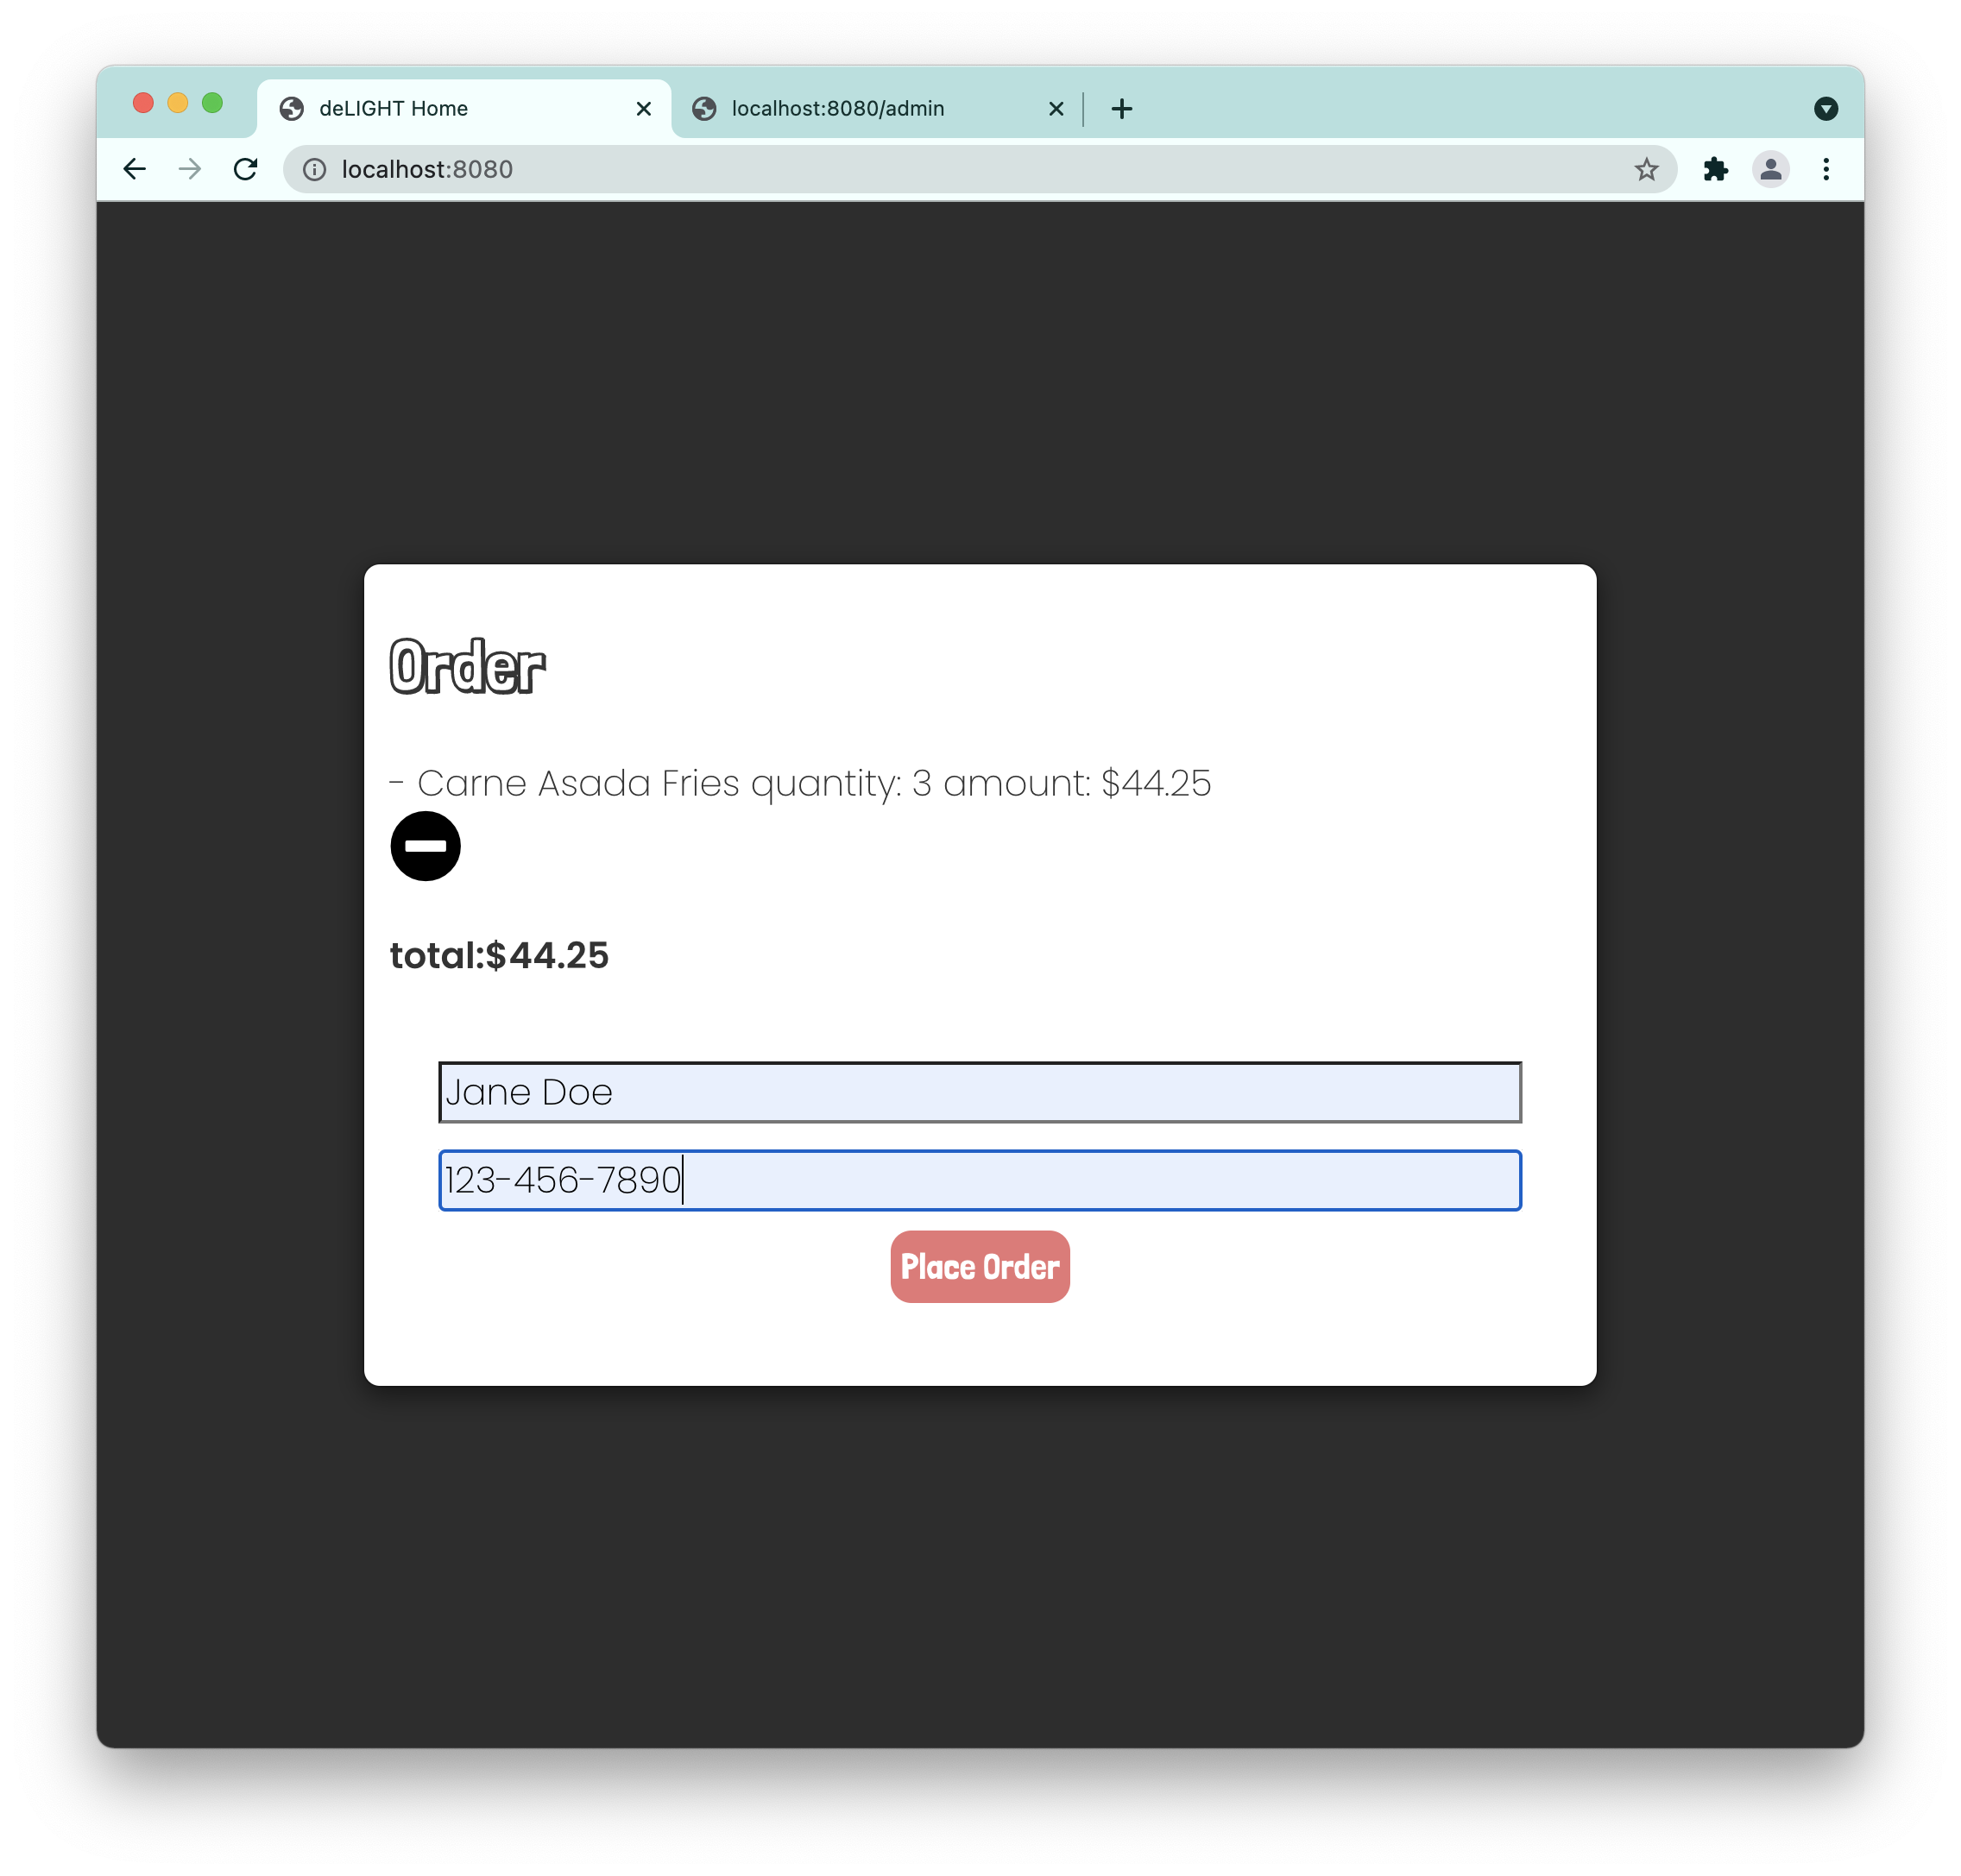 deLIGHT Home
localhost:8080/admin
localhost:8080
Order
- Carne Asada Fries quantity: 3 amount: $44.25
total:$44.25
Jane Doe
123-456-7890
Place Order